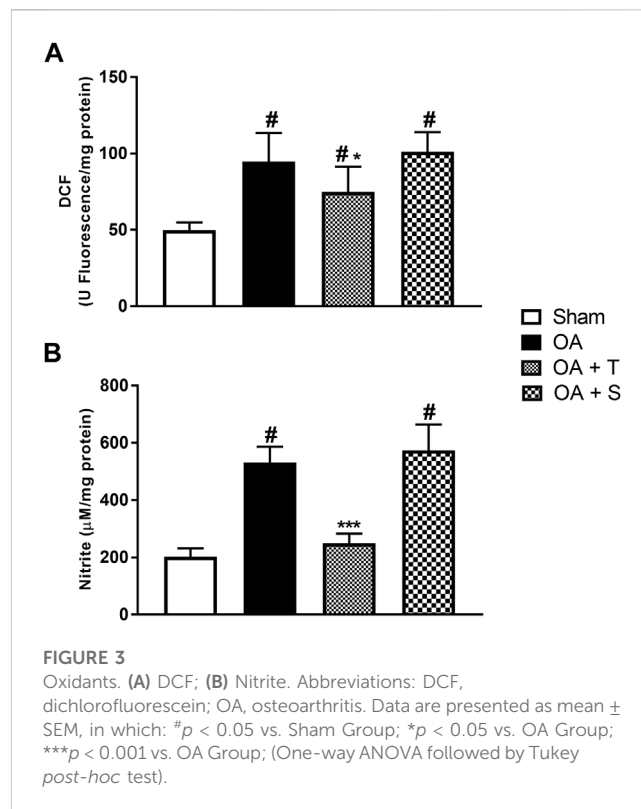 A
150
100
50
0
DCF
(U Fluorescence/mg protein)
#
# *
#
Sham
OA
OA + T
OA + S
B
800
600
400
200
0
Nitrite (μM/mg protein)
#
***
#
FIGURE 3
Oxidants. (A) DCF; (B) Nitrite. Abbreviations: DCF,
dichlorofluorescein; OA, osteoarthritis. Data are presented as mean ±
SEM, in which: #p < 0.05 vs. Sham Group; *p < 0.05 vs. OA Group;
***p < 0.001 vs. OA Group; (One-way ANOVA followed by Tukey
post-hoc test).